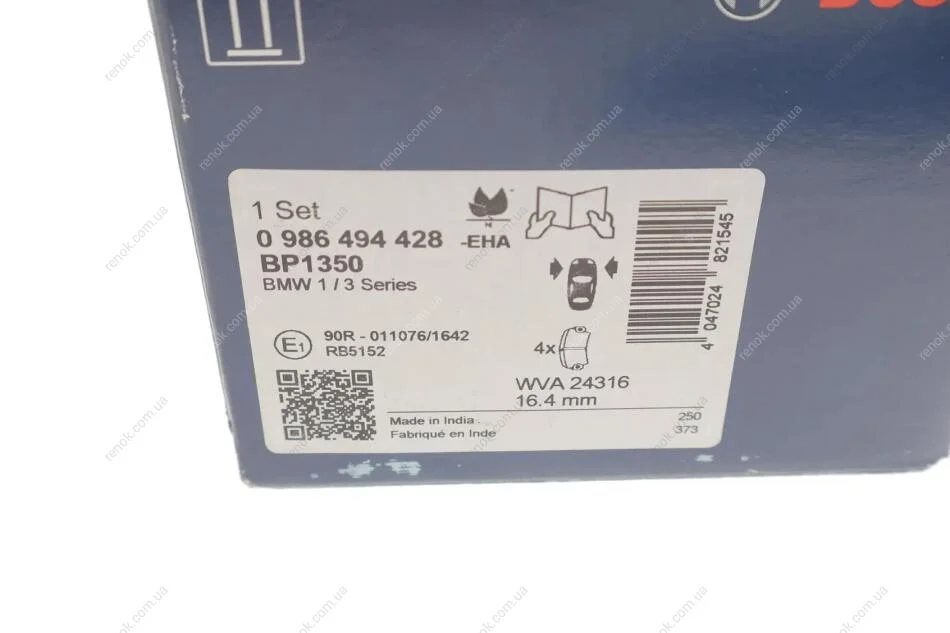 1 Set
0 986 494 428 -EHA
BP1350
BMW 1 / 3 Series
E1
90R - 011076/1642
RB5152
4x
WVA 24316
16.4 mm
Made in India
Fabriqué en Inde
250
373
4 047024 821545
renok.com.ua